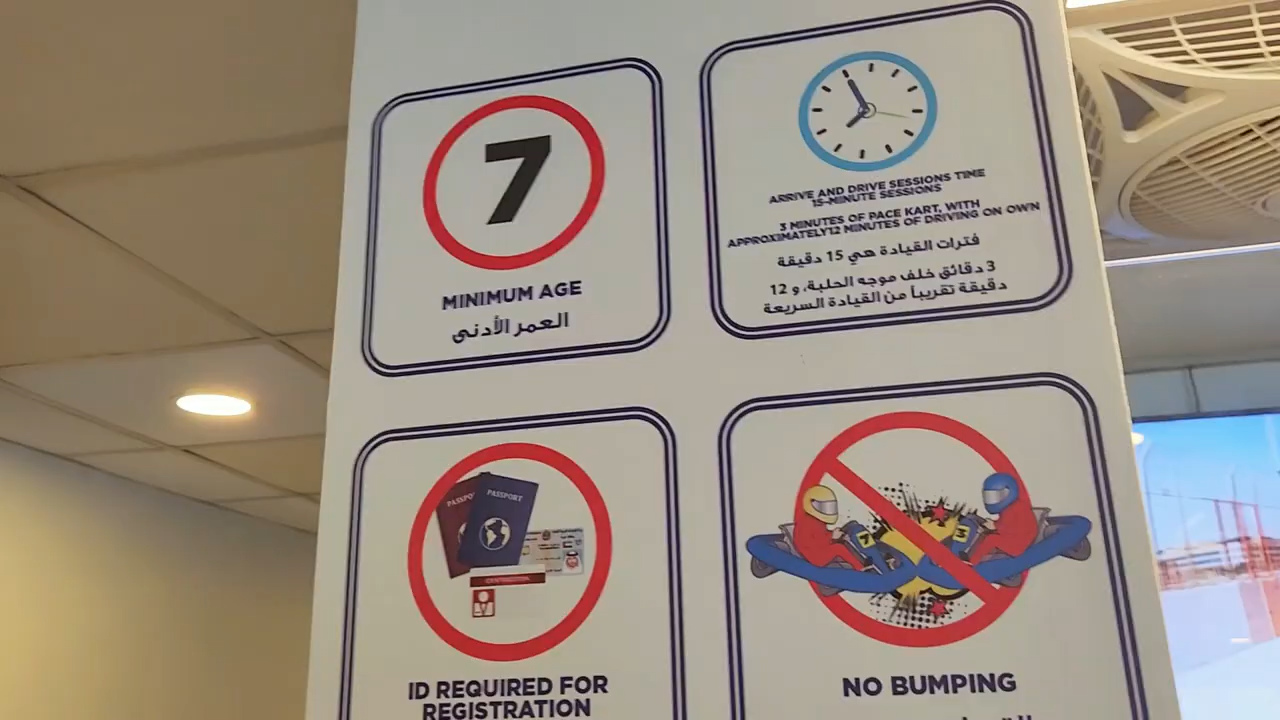 7
MINIMUM AGE
العمر الأدنى
ARRIVE AND DRIVE SESSIONS TIME
15-MINUTE SESSIONS
3 MINUTES OF PACE KART, WITH
APPROXIMATELY12 MINUTES OF DRIVING ON OWN
فترات القيادة هي 15 دقيقة
3 دقائق خلف موجه الحلبة، و 12
دقيقة تقريباً من القيادة السريعة
PASSPORT
ID REQUIRED FOR
REGISTRATION
7
3
NO BUMPING